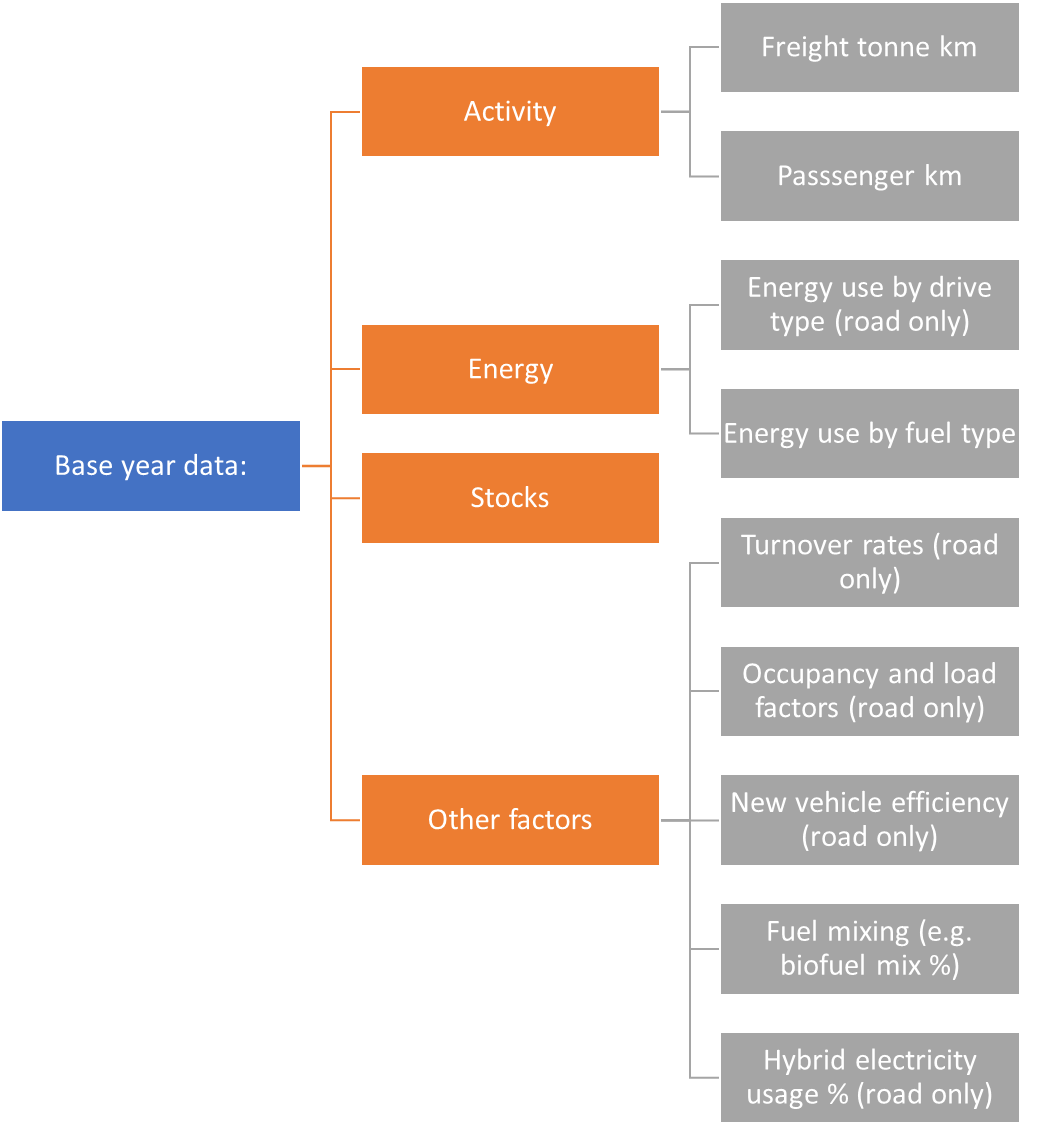 Freight tonne km
Activity
Passsenger km
Energy use by drive
type (road only)
Energy
Energy use by fuel type
Base year data:
Stocks
Turnover rates (road
only)
Occupancy and load
factors (road only)
New vehicle efficiency
(road only)
Other factors
Fuel mixing (e.g.
biofuel mix %)
Hybrid electricity
usage % (road only)